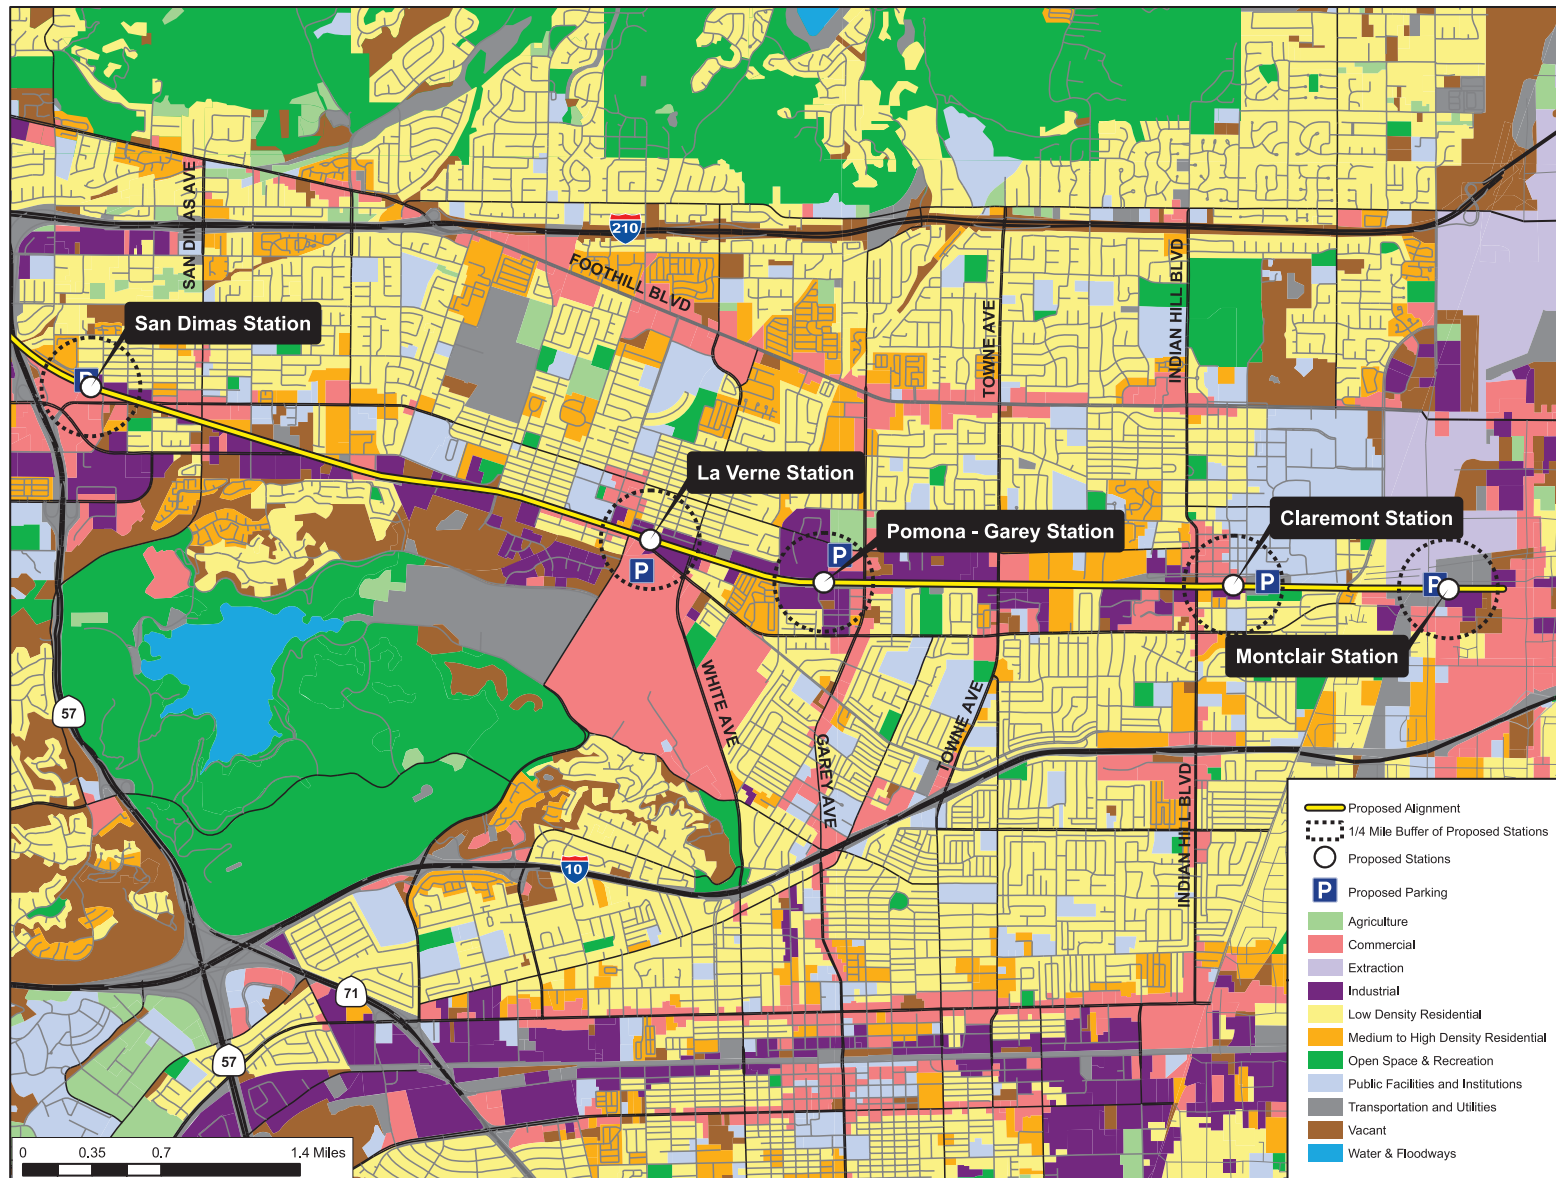 210
SAN DIMAS AVE
FOOTHILL BLVD
TOWNE AVE
INDIAN HILL BLVD
San Dimas Station
P
La Verne Station
P
Pomona - Garey Station
P
Claremont Station
P
Montclair Station
P
57
WHITE AVE
GAREY AVE
TOWNE AVE
INDIAN HILL BLVD
10
71
57
Proposed Alignment
1/4 Mile Buffer of Proposed Stations
Proposed Stations
P Proposed Parking
Agriculture
Commercial
Extraction
Industrial
Low Density Residential
Medium to High Density Residential
Open Space & Recreation
Public Facilities and Institutions
Transportation and Utilities
Vacant
Water & Floodways
0 0.35 0.7 1.4 Miles